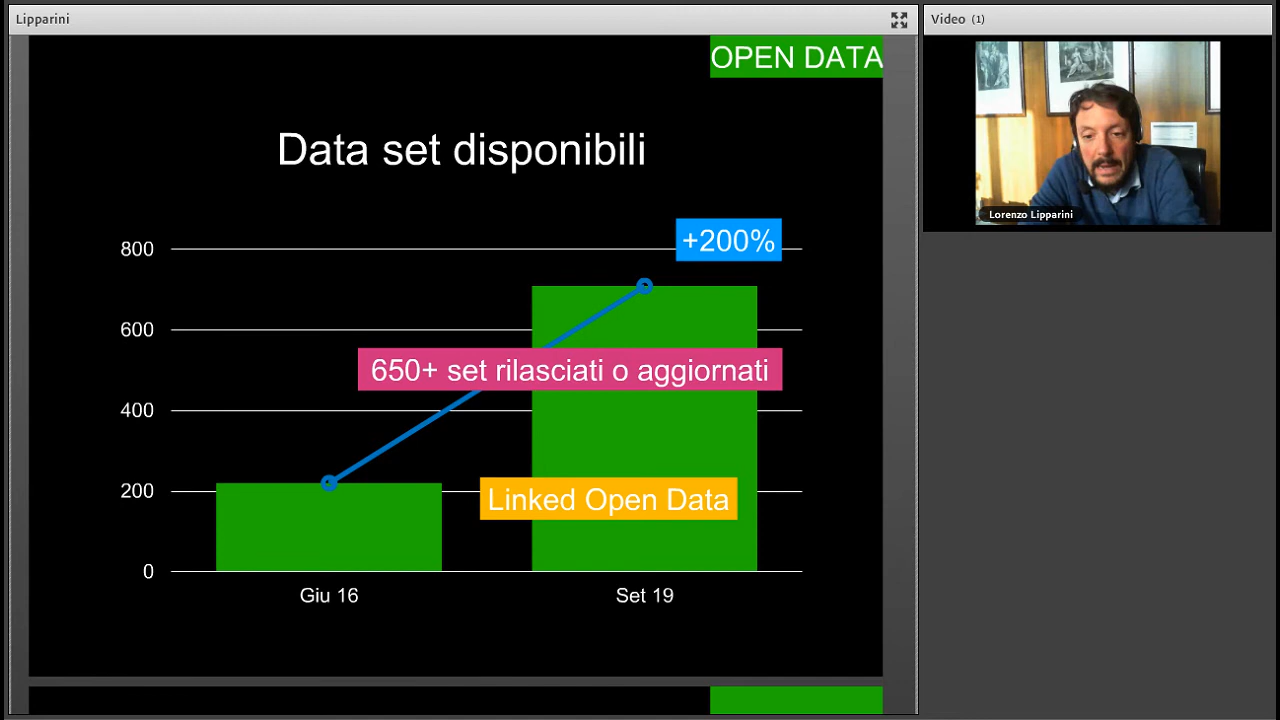 Lipparini
Video (1)
OPEN DATA
Data set disponibili
Lorenzo Lipparini
+200%
800
600
650+ set rilasciati o aggiornati
400
200
Linked Open Data
0
Giu 16
Set 19